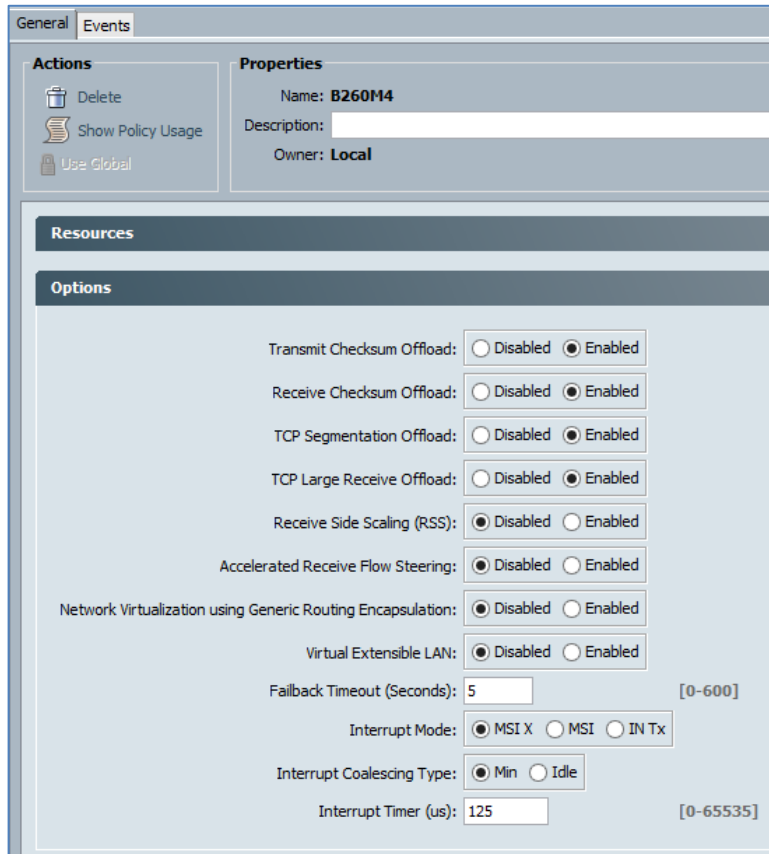 General Events
Actions
Delete
Show Policy Usage
Use Global
Properties
Name: B260M4
Description:
Owner: Local
Resources
Options
Transmit Checksum Offload: Disabled Enabled
Receive Checksum Offload: Disabled Enabled
TCP Segmentation Offload: Disabled Enabled
TCP Large Receive Offload: Disabled Enabled
Receive Side Scaling (RSS): Disabled Enabled
Accelerated Receive Flow Steering: Disabled Enabled
Network Virtualization using Generic Routing Encapsulation: Disabled Enabled
Virtual Extensible LAN: Disabled Enabled
Failback Timeout (Seconds): 5 [0-600]
Interrupt Mode: MSI X MSI IN Tx
Interrupt Coalescing Type: Min Idle
Interrupt Timer (us): 125 [0-65535]